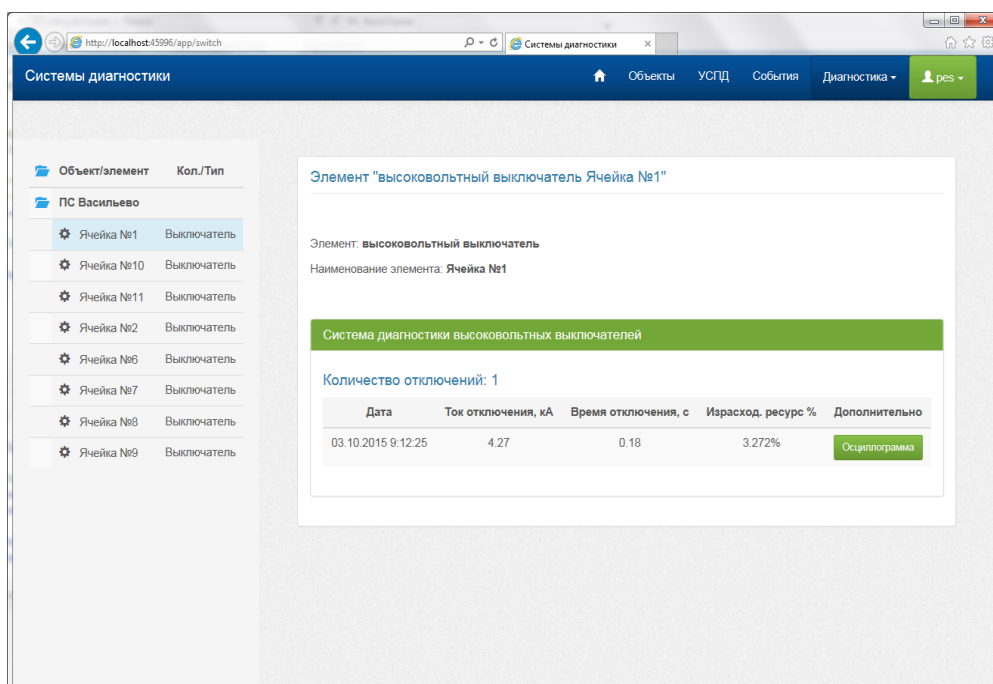 http://localhost:45996/app/switch
Системы диагностики
Системы диагностики
Объекты
УСПД
События
Диагностика
pes
Объект/элемент Кол./Тип
ПС Васильево
Ячейка №1 Выключатель
Ячейка №10 Выключатель
Ячейка №11 Выключатель
Ячейка №2 Выключатель
Ячейка №6 Выключатель
Ячейка №7 Выключатель
Ячейка №8 Выключатель
Ячейка №9 Выключатель
Элемент "высоковольтный выключатель Ячейка №1"
Элемент: высоковольтный выключатель
Наименование элемента: Ячейка №1
Система диагностики высоковольтных выключателей
Количество отключений: 1
Дата Ток отключения, кА Время отключения, с Израсход. ресурс % Дополнительно
03.10.2015 9:12:25 4.27 0.18 3.272% Осциллограмма